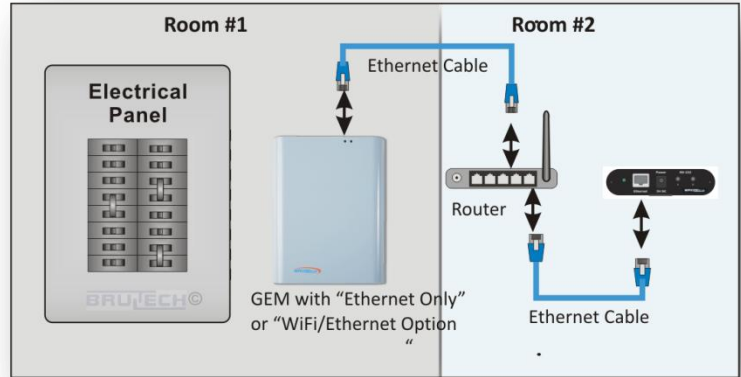 Room #1
Room #2
Ethernet Cable
Electrical
Panel
Router
BRULTECH©
GEM with “Ethernet Only”
or “WiFi/Ethernet Option
“
Ethernet Cable
Ethernet